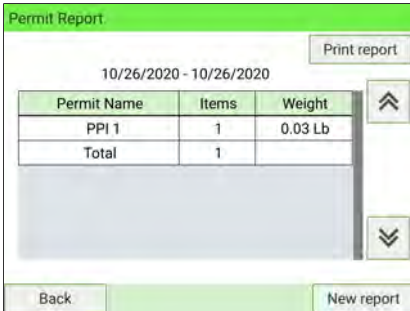 Permit Report
Print report
10/26/2020 - 10/26/2020
Permit Name Items Weight
PPI 1 1 0.03 Lb
Total 1
Back New report